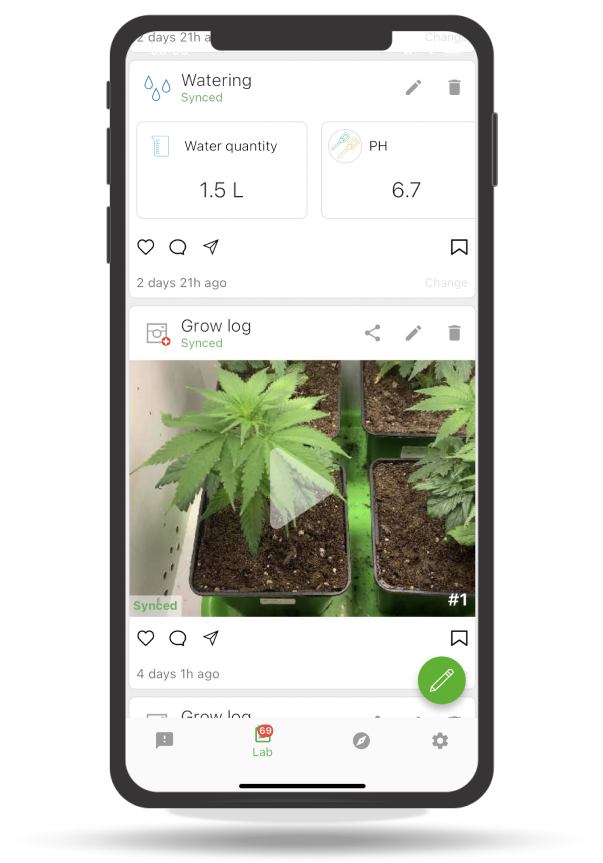 2 days 21h a
Change
Watering
Synced
Water quantity
PH
1.5 L
6.7
2 days 21h ago
Change
Grow log
Synced
Synced
#1
4 days 1h ago
Grow log
69
Lab